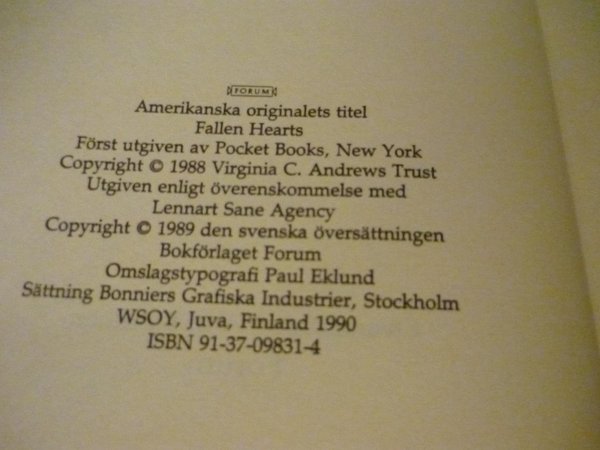 FORUM
Amerikanska originalets titel
Fallen Hearts
Först utgiven av Pocket Books, New York
Copyright © 1988 Virginia C. Andrews Trust
Utgiven enligt överenskommelse med
Lennart Sane Agency
Copyright © 1989 den svenska översättningen
Bokförlaget Forum
Omslagstypografi Paul Eklund
Sättning Bonniers Grafiska Industrier, Stockholm
WSOY, Juva, Finland 1990
ISBN 91-37-09831-4